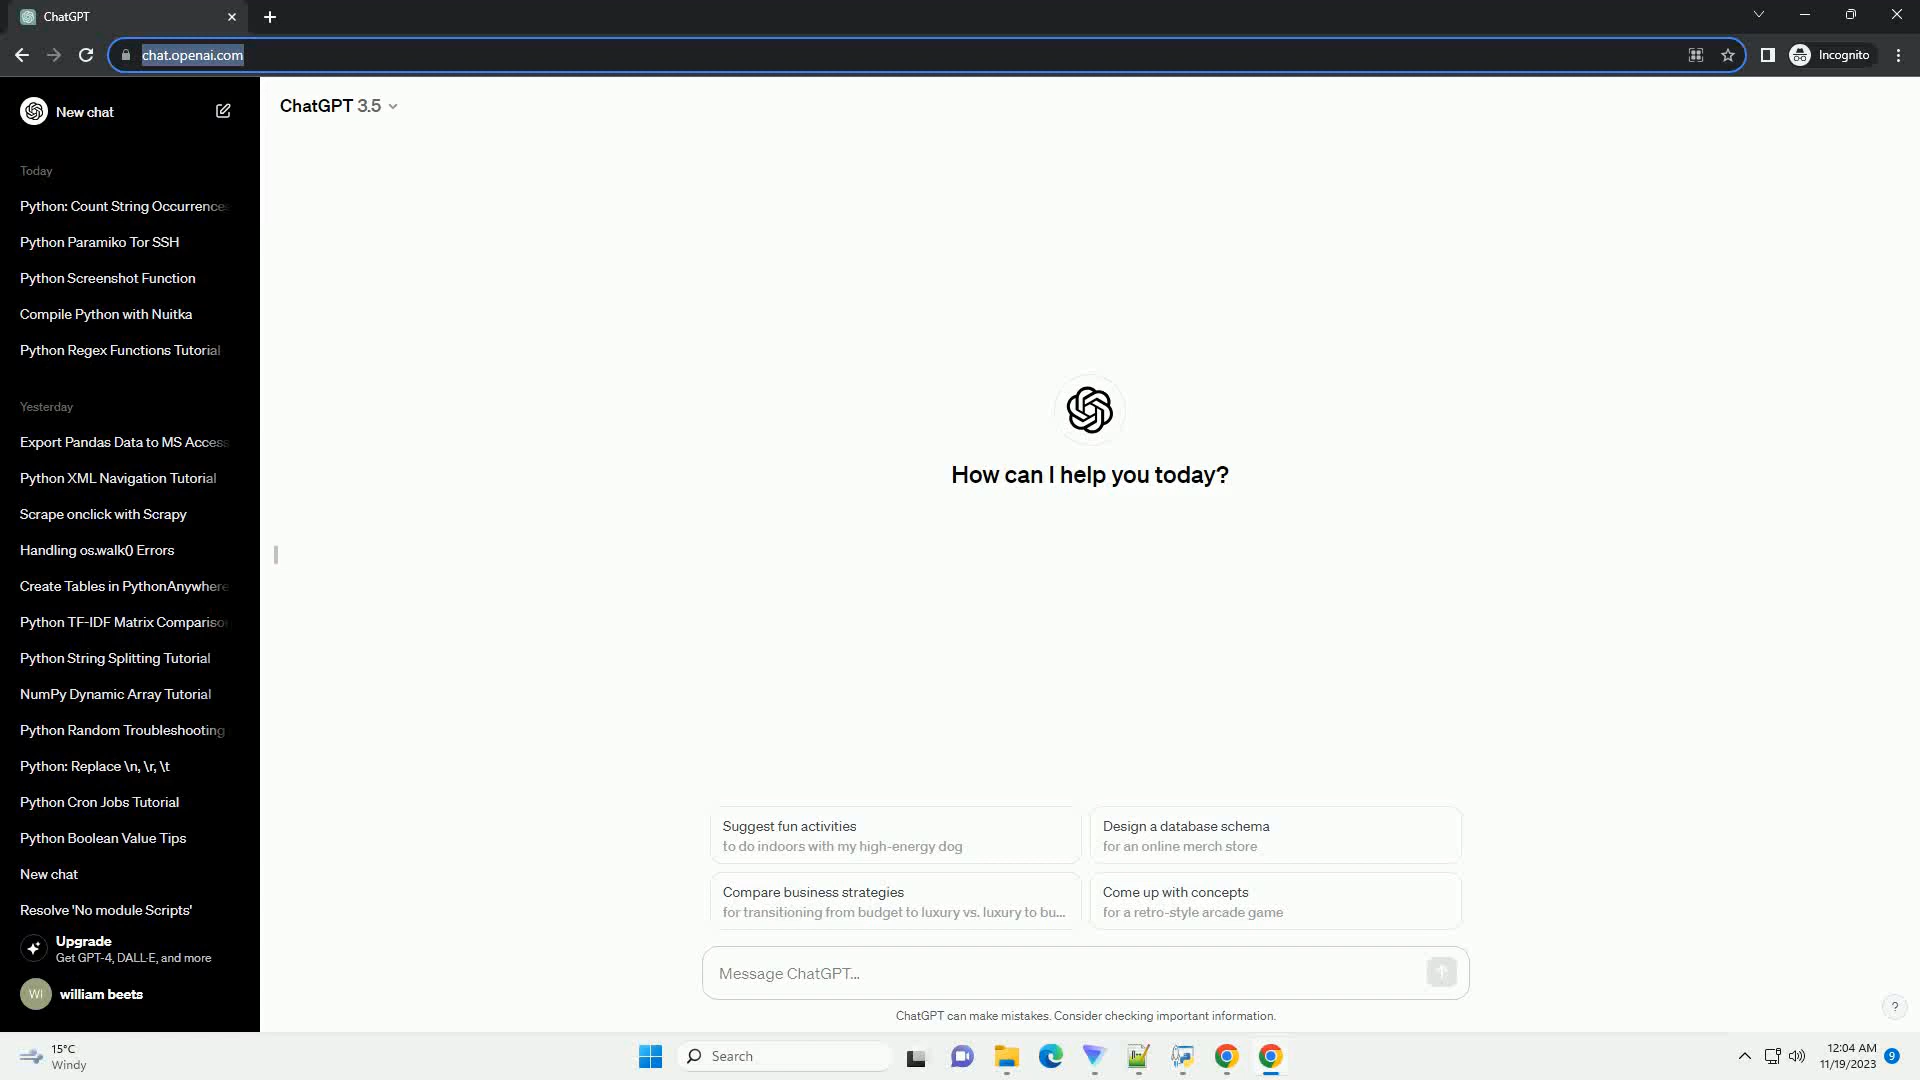 ChatGPT
chat.openai.com
Incognito
New chat
ChatGPT 3.5
Today
Python: Count String Occurrences
Python Paramiko Tor SSH
Python Screenshot Function
Compile Python with Nuitka
Python Regex Functions Tutorial
Yesterday
Export Pandas Data to MS Access
Python XML Navigation Tutorial
Scrape onclick with Scrapy
Handling os.walk() Errors
Create Tables in PythonAnywhere
Python TF-IDF Matrix Comparison
Python String Splitting Tutorial
NumPy Dynamic Array Tutorial
Python Random Troubleshooting
Python: Replace \n, \r, \t
Python Cron Jobs Tutorial
Python Boolean Value Tips
New chat
Resolve 'No module Scripts'
Upgrade
Get GPT-4, DALL·E, and more
WI
william beets
How can I help you today?
Suggest fun activities
to do indoors with my high-energy dog
Design a database schema
for an online merch store
Compare business strategies
for transitioning from budget to luxury vs. luxury to bu...
Come up with concepts
for a retro-style arcade game
Message ChatGPT...
ChatGPT can make mistakes. Consider checking important information.
?
15°C
Windy
Search
12:04 AM
11/19/2023
9